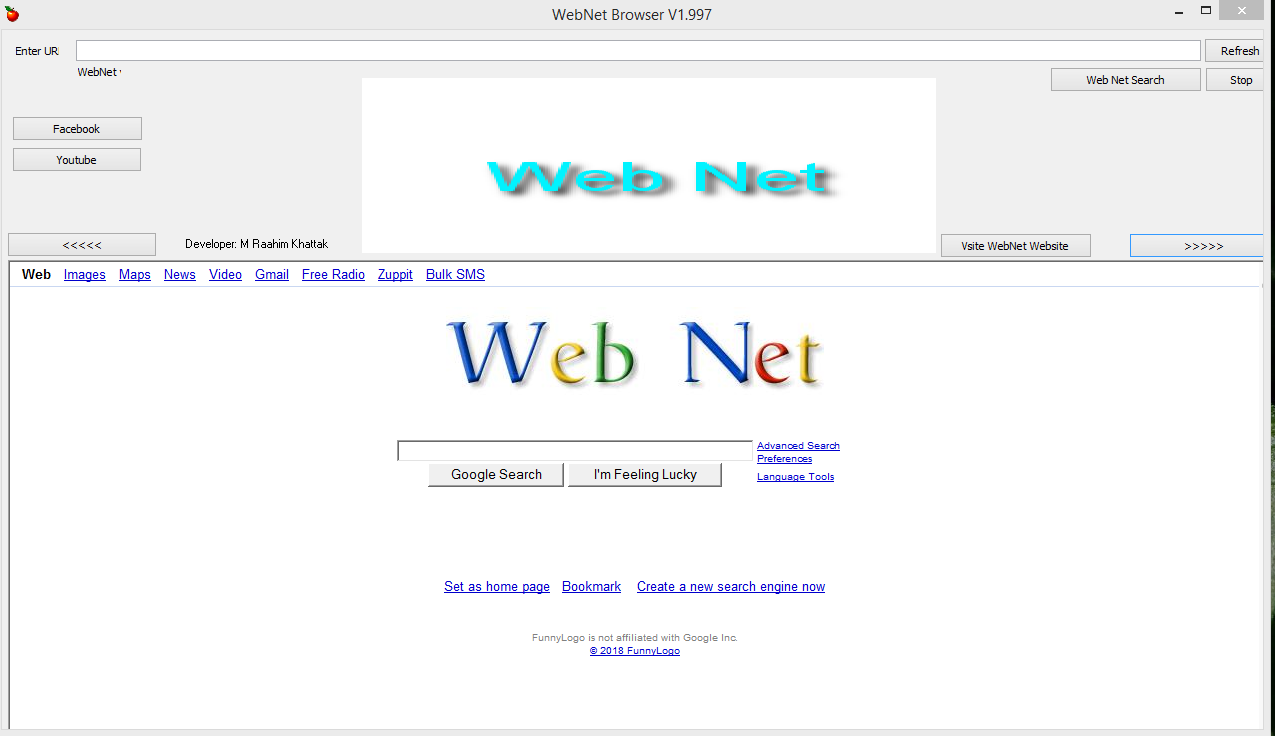 WebNet Browser V1.997
Enter UR
Refresh
WebNet
Web Net Search
Stop
Facebook
Youtube
Web Net
<<<<<
Developer: M Raahim Khattak
Vsite WebNet Website
>>>>>
Web Images Maps News Video Gmail Free Radio Zuppit Bulk SMS
Web Net
Advanced Search
Preferences
Google Search
I'm Feeling Lucky
Language Tools
Set as home page Bookmark Create a new search engine now
FunnyLogo is not affiliated with Google Inc.
© 2018 FunnyLogo